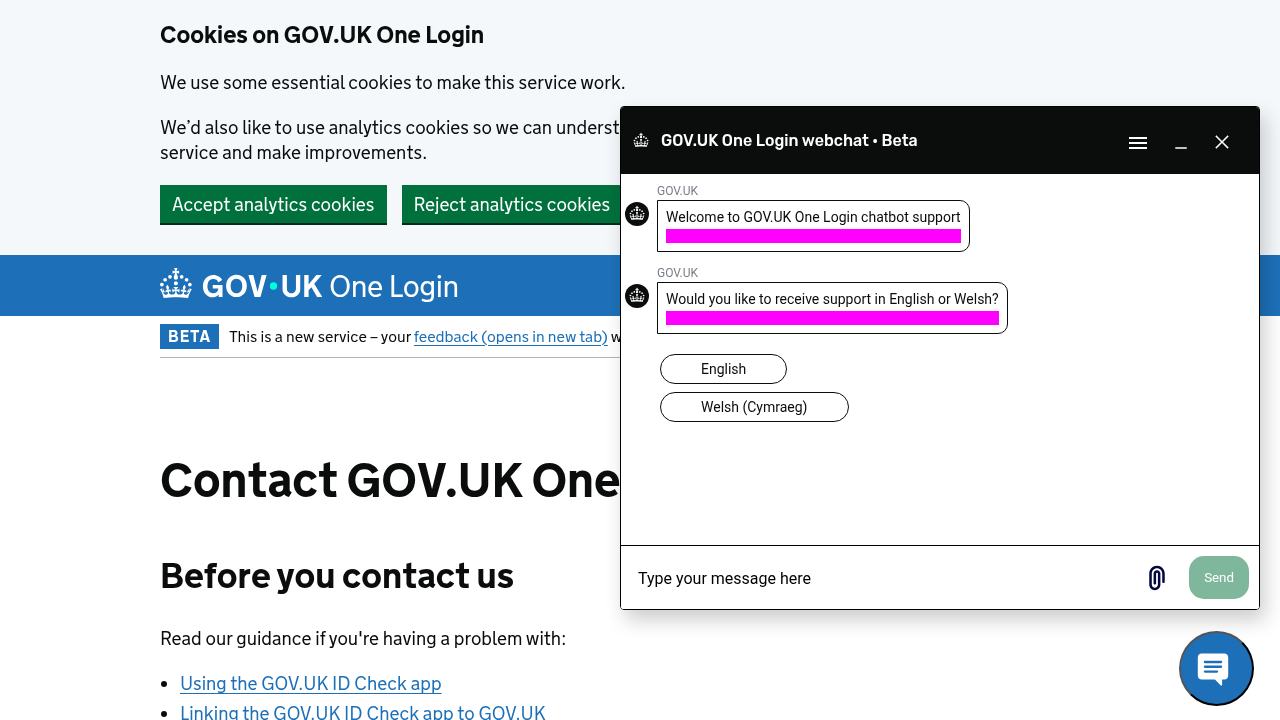 Cookies on GOV.UK One Login
We use some essential cookies to make this service work.
We’d also like to use analytics cookies so we can underst
service and make improvements.
Accept analytics cookies
Reject analytics cookies
GOV.UK One Login
BETA This is a new service – your feedback (opens in new tab) w
Contact GOV.UK One
Before you contact us
Read our guidance if you're having a problem with:
Using the GOV.UK ID Check app
Linking the GOV.UK ID Check app to GOV.UK
GOV.UK One Login webchat • Beta
GOV.UK
Welcome to GOV.UK One Login chatbot support
GOV.UK
Would you like to receive support in English or Welsh?
English
Welsh (Cymraeg)
Type your message here
Send